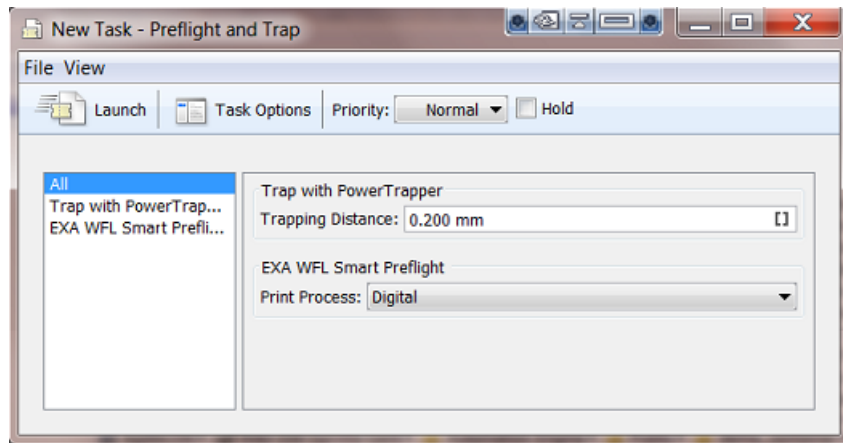 New Task - Preflight and Trap
File View
Launch Task Options Priority: Normal Hold
All
Trap with PowerTrap...
EXA WFL Smart Prefli...
Trap with PowerTrapper
Trapping Distance: 0.200 mm []
EXA WFL Smart Preflight
Print Process: Digital